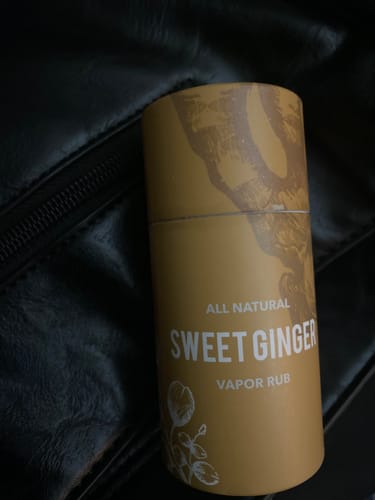 ALL NATURAL
SWEET GINGER
VAPOR RUB